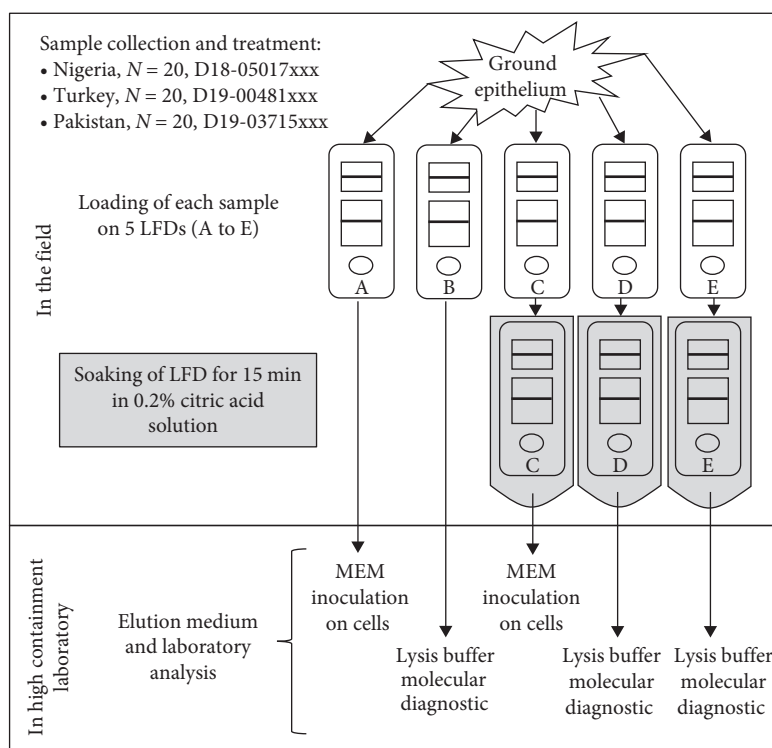 Sample collection and treatment:
• Nigeria, N = 20, D18-05017xxx
• Turkey, N = 20, D19-00481xxx
• Pakistan, N = 20, D19-03715xxx
Ground
epithelium
Loading of each sample
on 5 LFDs (A to E)
A
B
C
D
E
In the field
Soaking of LFD for 15 min
in 0.2% citric acid
solution
C
D
E
In high containment
laboratory
Elution medium
and laboratory
analysis
MEM
inoculation
on cells
Lysis buffer
molecular
diagnostic
MEM
inoculation
on cells
Lysis buffer
molecular
diagnostic
Lysis buffer
molecular
diagnostic